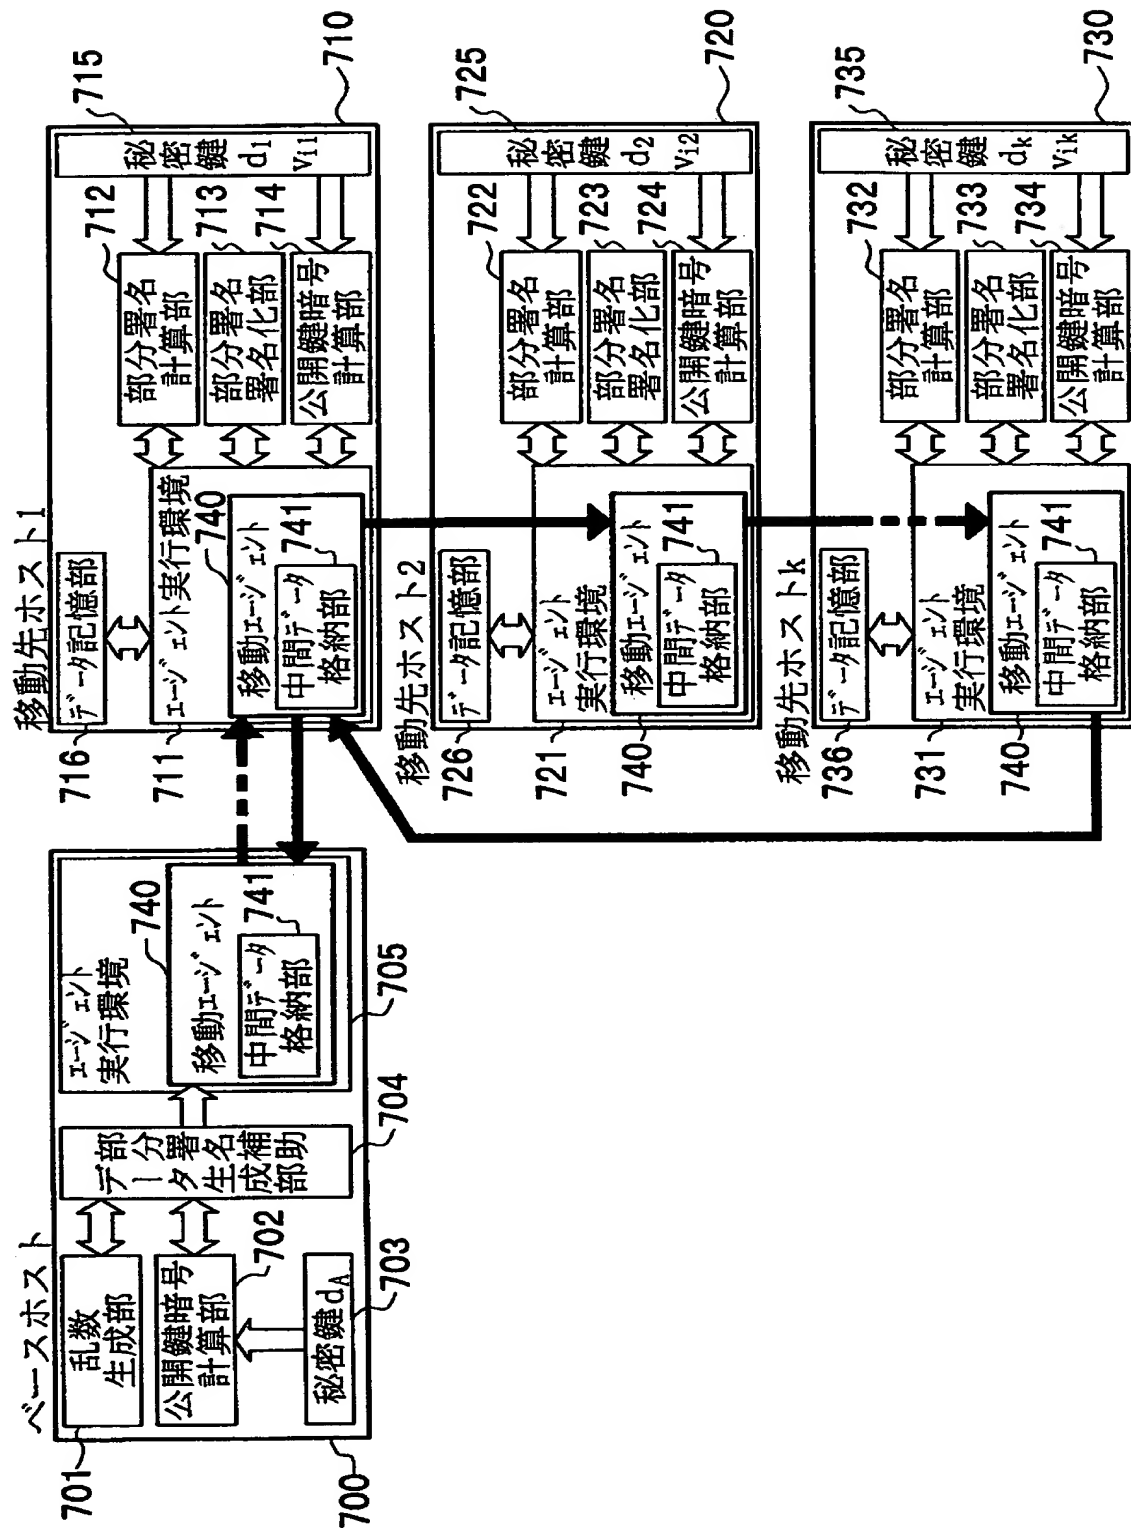 ベースホスト
701
乱数
生成部
公開鍵暗号
計算部
702
秘密鍵dA
703
700
部分署名補助
データ生成部
704
エージェント
実行環境
740
移動エージェント
741
中間データ
格納部
705
移動先ホスト1
716
データ記憶部
711
エージェント実行環境
740
移動エージェント
741
中間データ
格納部
712
部分署名
計算部
713
部分署名
署名化部
714
公開鍵暗号
計算部
715
秘密鍵
d1
vi1
710
移動先ホスト2
726
データ記憶部
721
エージェント
実行環境
740
移動エージェント
741
中間データ
格納部
722
部分署名
計算部
723
部分署名
署名化部
724
公開鍵暗号
計算部
725
秘密鍵
d2
vi2
720
移動先ホストk
736
データ記憶部
731
エージェント
実行環境
740
移動エージェント
741
中間データ
格納部
732
部分署名
計算部
733
部分署名
署名化部
734
公開鍵暗号
計算部
735
秘密鍵
dk
vik
730